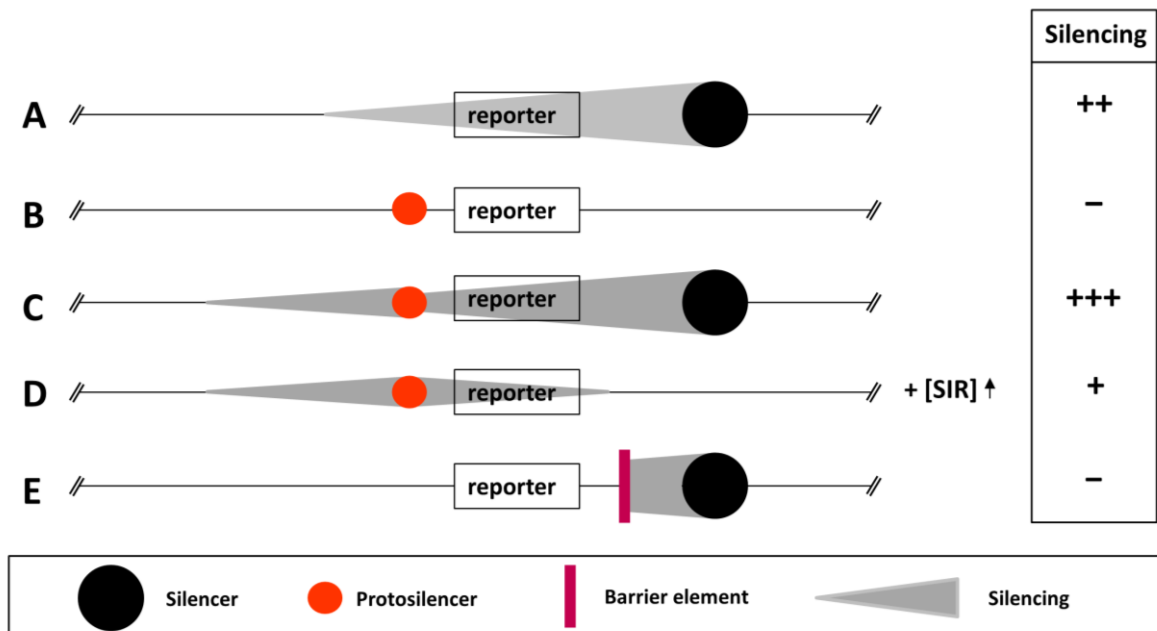 Silencing
A reporter ++
B reporter –
C reporter +++
D reporter + [SIR] ↑ +
E reporter –
Silencer Protosilencer Barrier element Silencing